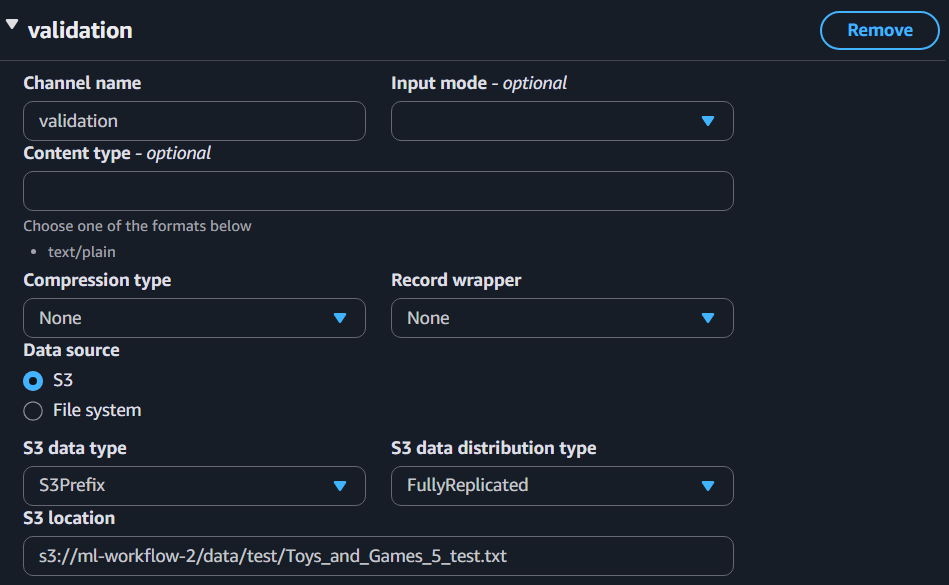 validation
Remove
Channel name
Input mode - optional
validation
Content type - optional
Choose one of the formats below
• text/plain
Compression type
Record wrapper
None
None
Data source
S3
File system
S3 data type
S3 data distribution type
S3Prefix
FullyReplicated
S3 location
s3://ml-workflow-2/data/test/Toys_and_Games_5_test.txt